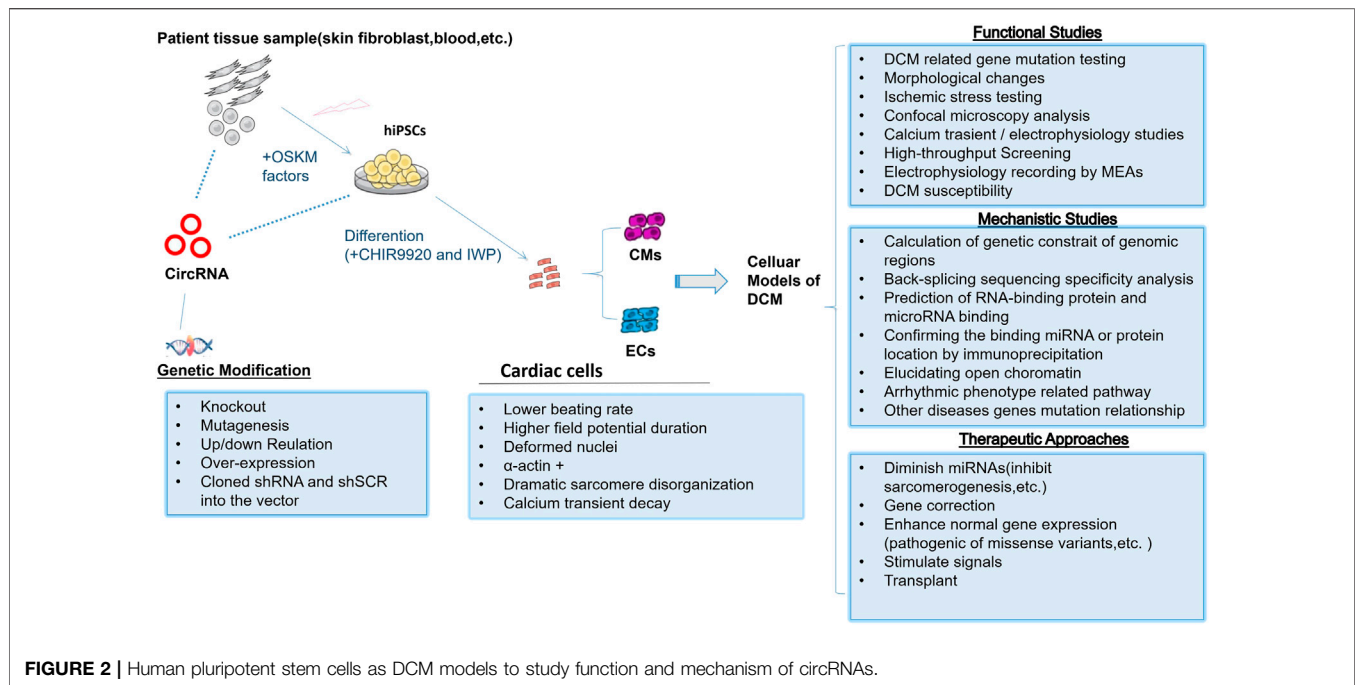 Patient tissue sample(skin fibroblast,blood,etc.)
hiPSCs
+OSKM
factors
CircRNA
Differention
(+CHIR9920 and IWP)
CMs
ECs
Celluar
Models of
DCM
Genetic Modification
• Knockout
• Mutagenesis
• Up/down Reulation
• Over-expression
• Cloned shRNA and shSCR
into the vector
Cardiac cells
• Lower beating rate
• Higher field potential duration
• Deformed nuclei
• α-actin +
• Dramatic sarcomere disorganization
• Calcium transient decay
Functional Studies
• DCM related gene mutation testing
• Morphological changes
• Ischemic stress testing
• Confocal microscopy analysis
• Calcium trasient / electrophysiology studies
• High-throughput Screening
• Electrophysiology recording by MEAs
• DCM susceptibility
Mechanistic Studies
• Calculation of genetic constrait of genomic
regions
• Back-splicing sequencing specificity analysis
• Prediction of RNA-binding protein and
microRNA binding
• Confirming the binding miRNA or protein
location by immunoprecipitation
• Elucidating open choromatin
• Arrhythmic phenotype related pathway
• Other diseases genes mutation relationship
Therapeutic Approaches
• Diminish miRNAs(inhibit
sarcomerogenesis,etc.)
• Gene correction
• Enhance normal gene expression
(pathogenic of missense variants,etc. )
• Stimulate signals
• Transplant
FIGURE 2 | Human pluripotent stem cells as DCM models to study function and mechanism of circRNAs.